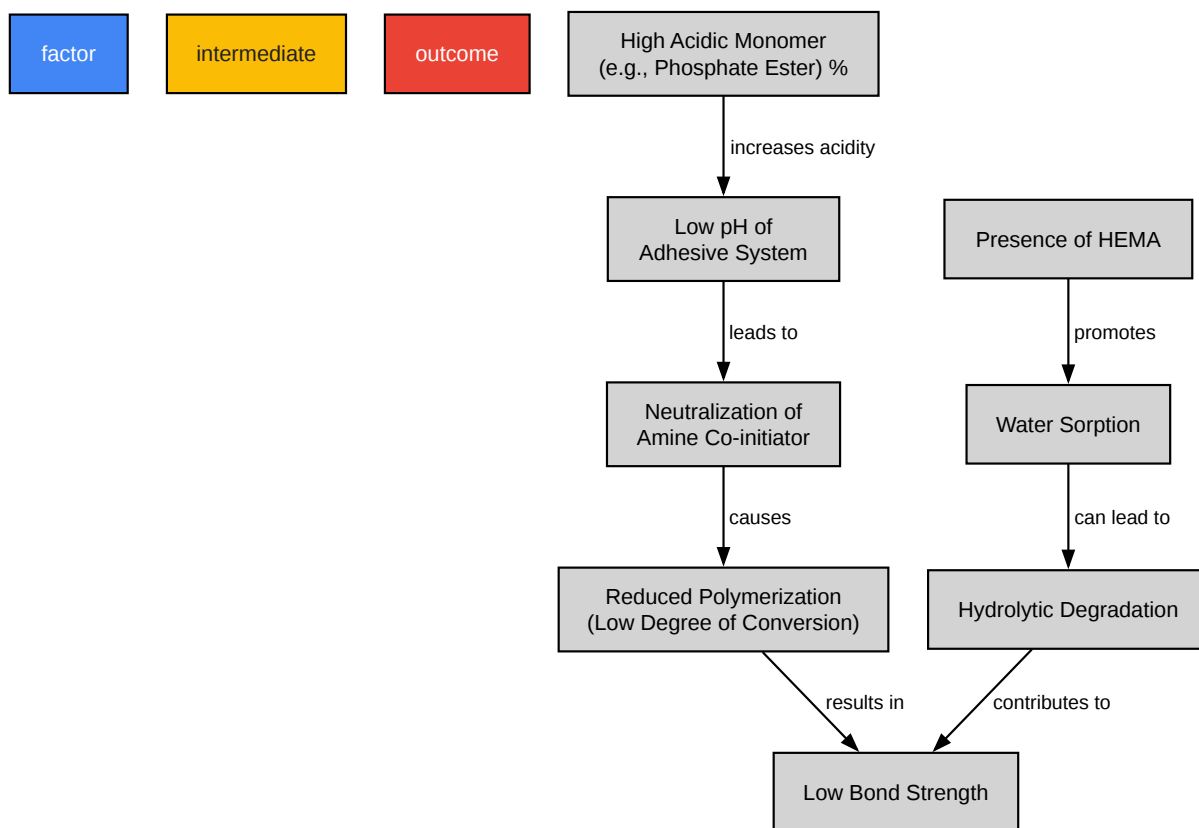 factor
intermediate
outcome
High Acidic Monomer
(e.g., Phosphate Ester) %
increases acidity
Low pH of
Adhesive System
Presence of HEMA
leads to
promotes
Neutralization of
Amine Co-initiator
Water Sorption
causes
can lead to
Reduced Polymerization
(Low Degree of Conversion)
Hydrolytic Degradation
results in
contributes to
Low Bond Strength